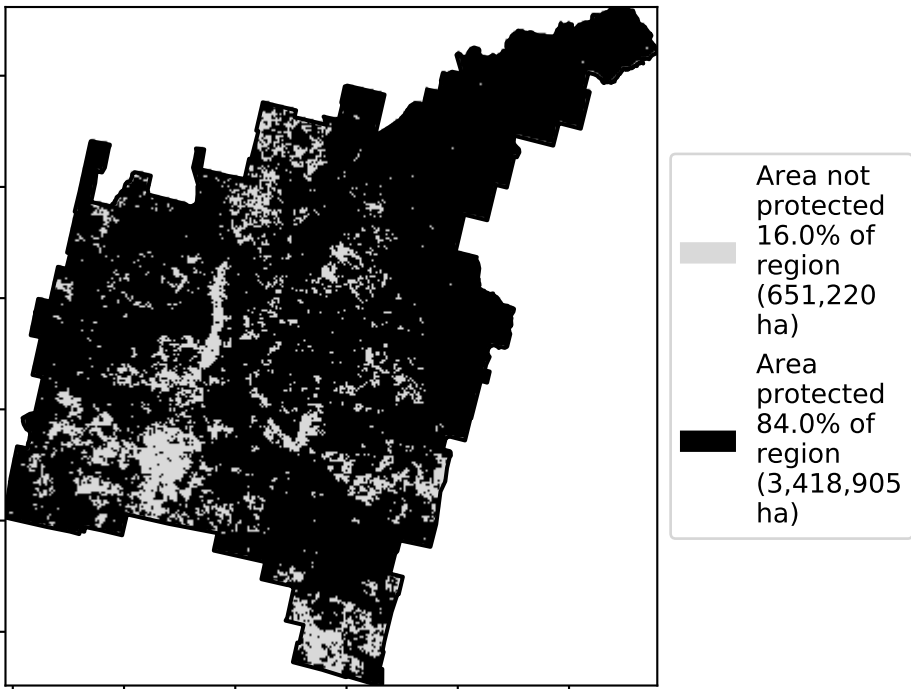 Area not
protected
16.0% of
region
(651,220
ha)
Area
protected
84.0% of
region
(3,418,905
ha)